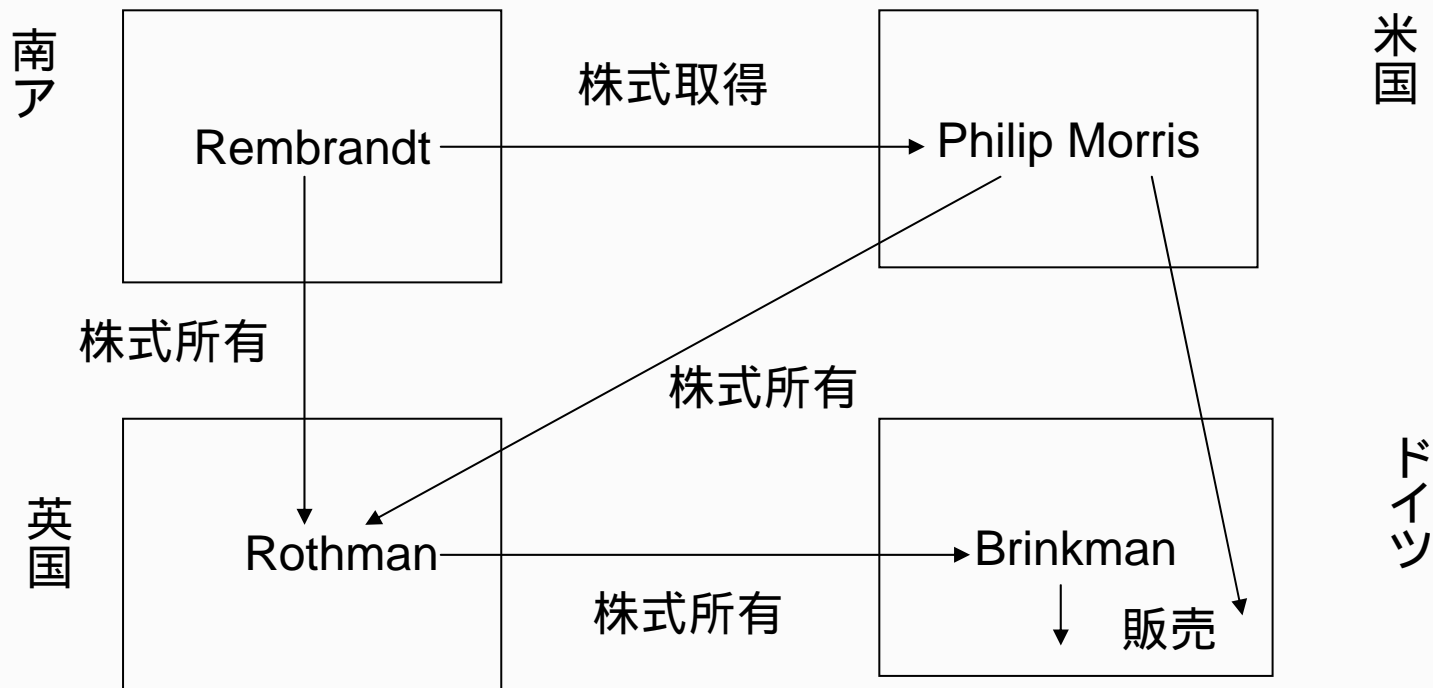 南ア
株式取得
米国
Rembrandt
Philip Morris
株式所有
株式所有
英国
Rothman
Brinkman
ドイツ
株式所有
販売